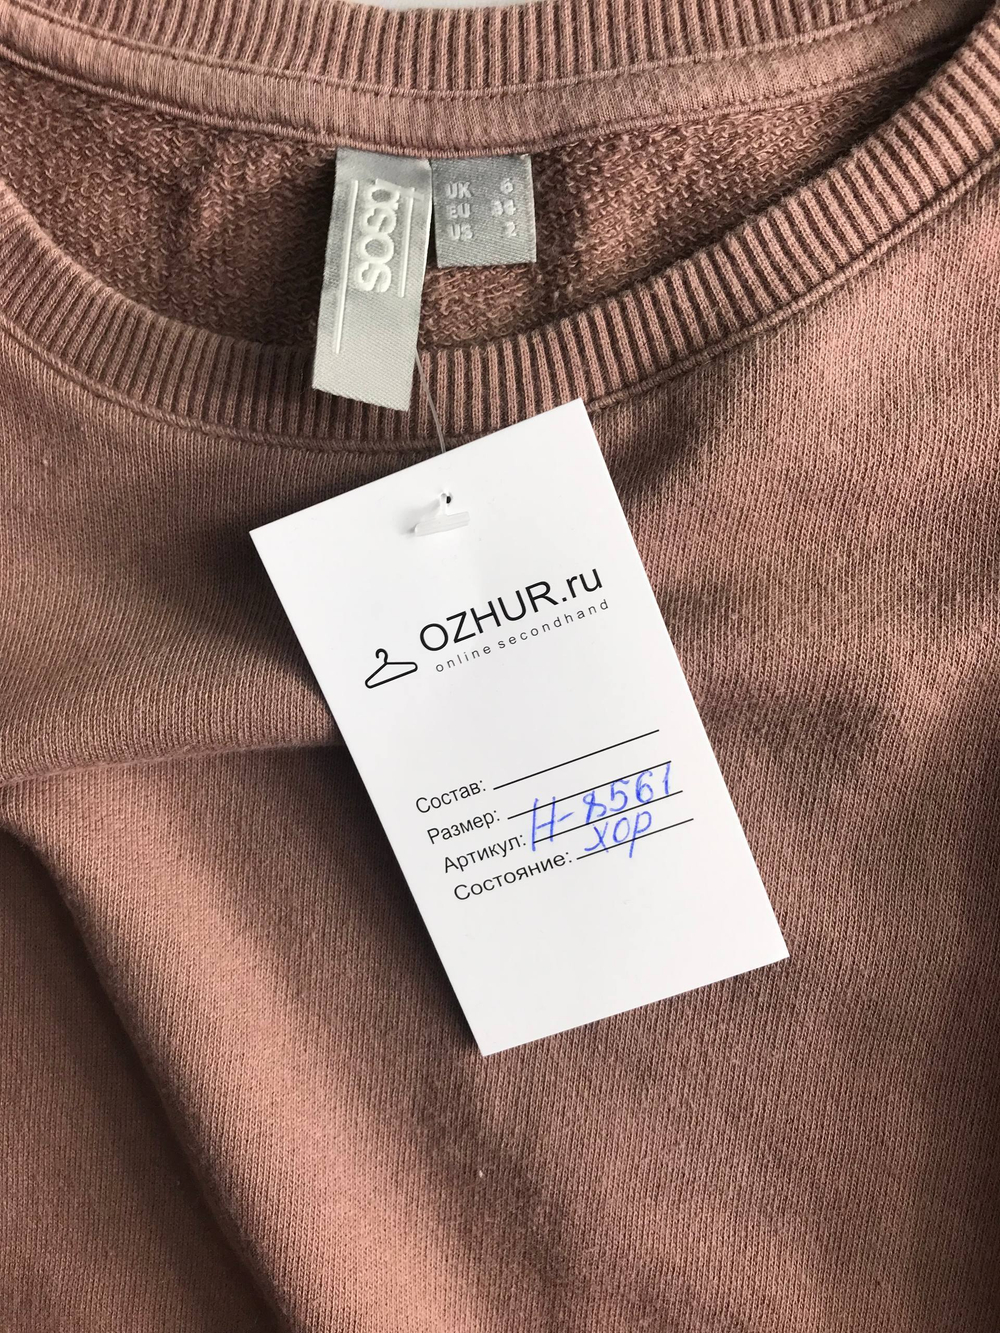 asos
UK 6
EU 34
US 2
OZHUR.ru
online secondhand
Состав:
Размер:
Артикул: Н-8561
Состояние: хор